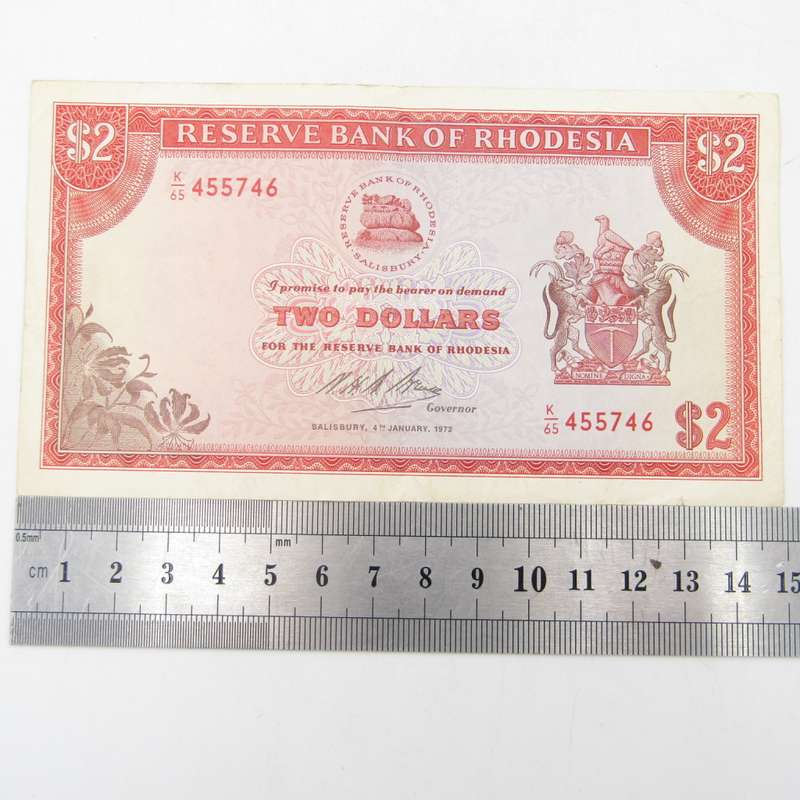 $2 RESERVE BANK OF RHODESIA $2
K/65 455746
RESERVE BANK OF RHODESIA
· SALISBURY ·
I promise to pay the bearer on demand
TWO DOLLARS
FOR THE RESERVE BANK OF RHODESIA
Governor
SALISBURY, 4TH JANUARY, 1972
NOMINE DIGNA
K/65 455746 $2
0.5mm
mm
cm 1 2 3 4 5 6 7 8 9 10 11 12 13 14 15